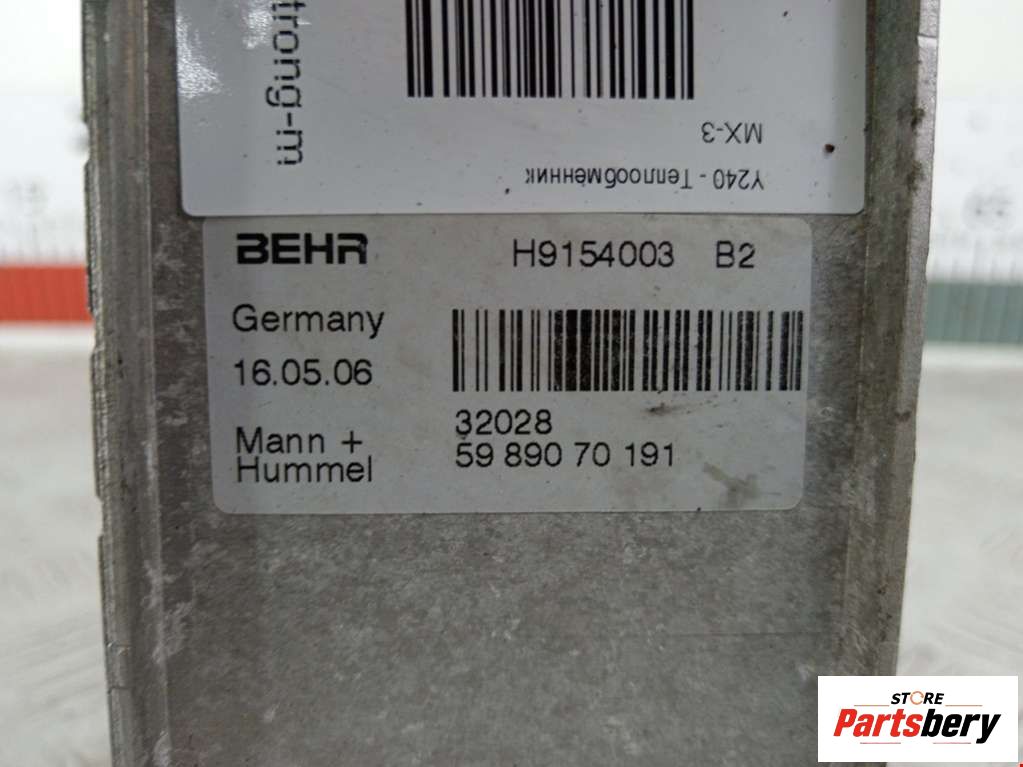 trong-m
MX-3
Y240 - Теплообменник
BEHR H9154003 B2
Germany
16.05.06
32028
Mann +
Hummel
59 890 70 191
STORE
Partsbery